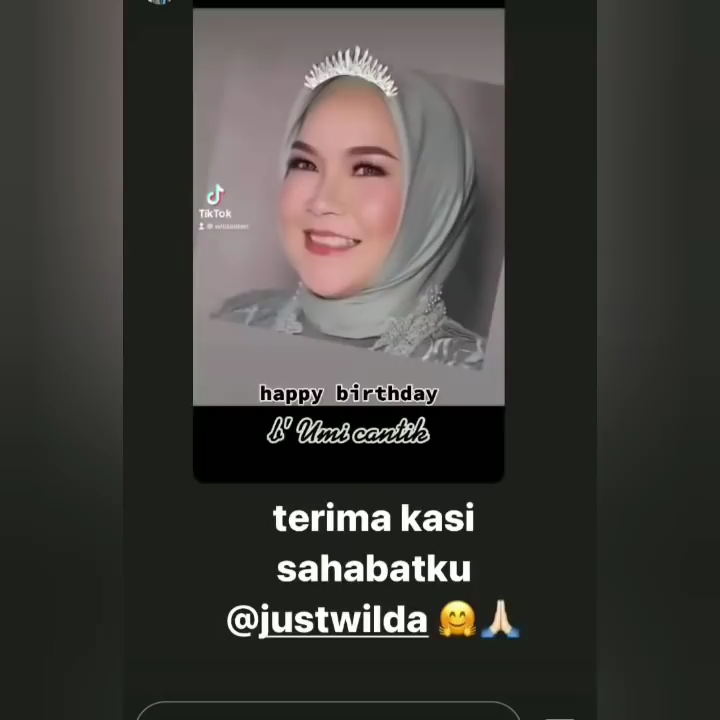 TikTok
happy birthday
b' Umi cantik
terima kasi
sahabatku
@justwilda 🤗🙏🏻